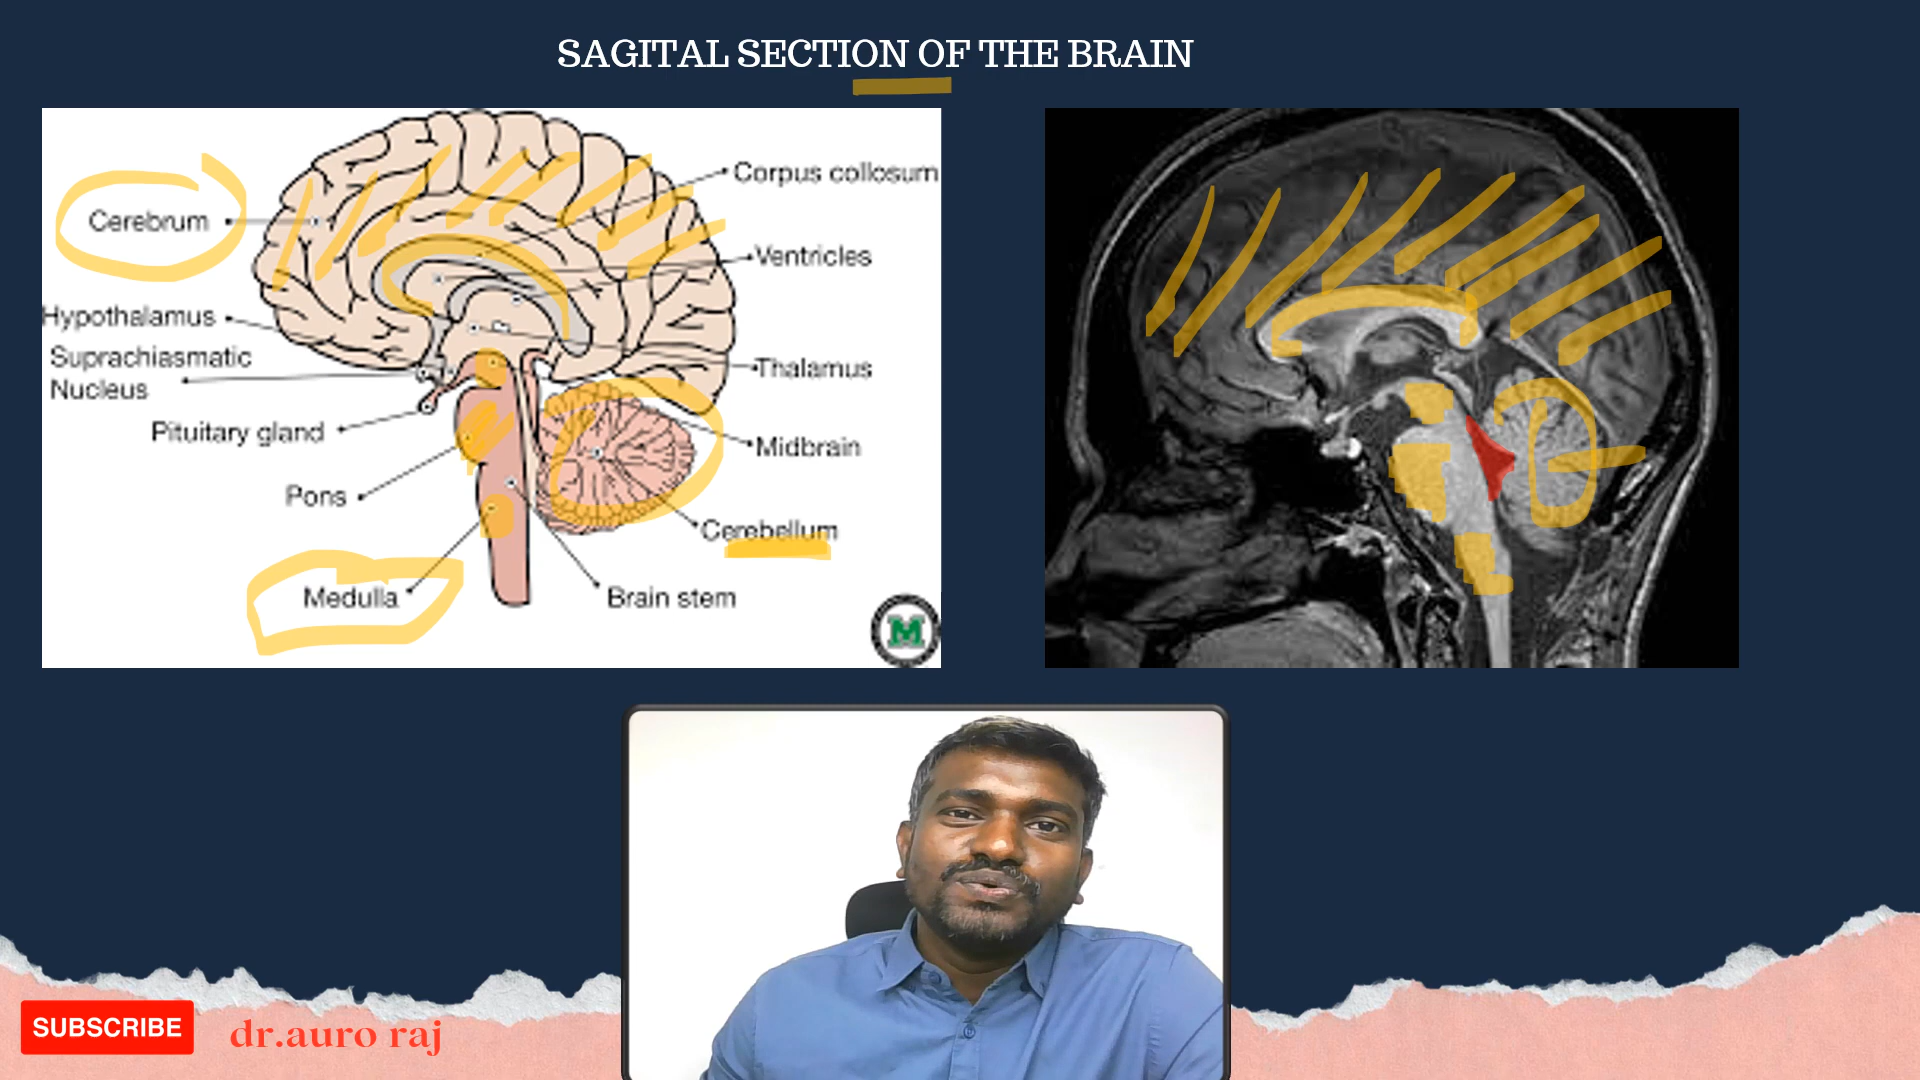 SAGITAL SECTION OF THE BRAIN
Cerebrum
Hypothalamus
Suprachiasmatic
Nucleus
Pituitary gland
Pons
Medulla
Corpus collosum
Ventricles
Thalamus
Midbrain
Cerebellum
Brain stem
M
SUBSCRIBE
dr.auro raj